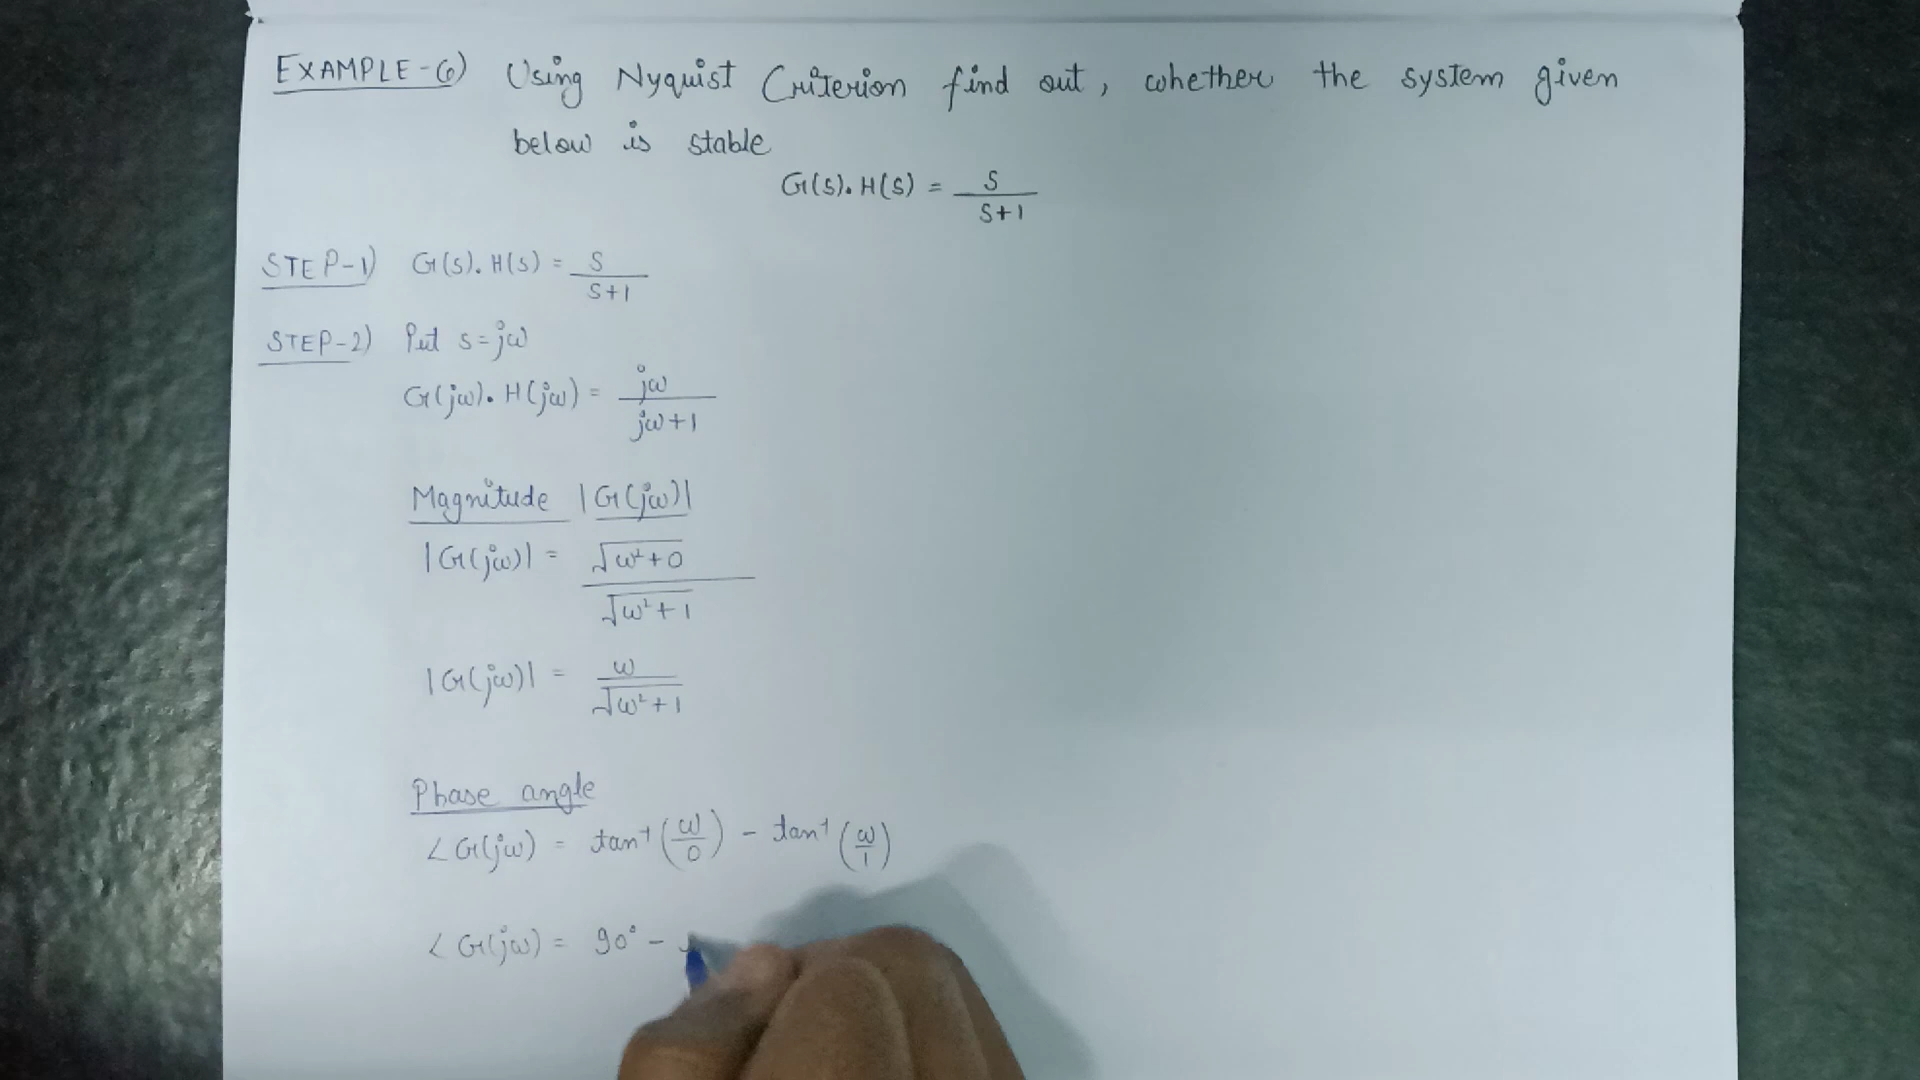 EXAMPLE-6) Using Nyquist Criterion find out, whether the system given
below is stable
G(s).H(s) = s
s+1
STEP-1) G(s).H(s) = s
s+1
STEP-2) Put s=jω
G(jω).H(jω) = jω
jω+1
Magnitude |G(jω)|
|G(jω)| = √ω²+0
√ω²+1
|G(jω)| = ω
√ω²+1
Phase angle
∠G(jω) = tan⁻¹(ω/0) - tan⁻¹(ω/1)
∠G(jω) = 90° -